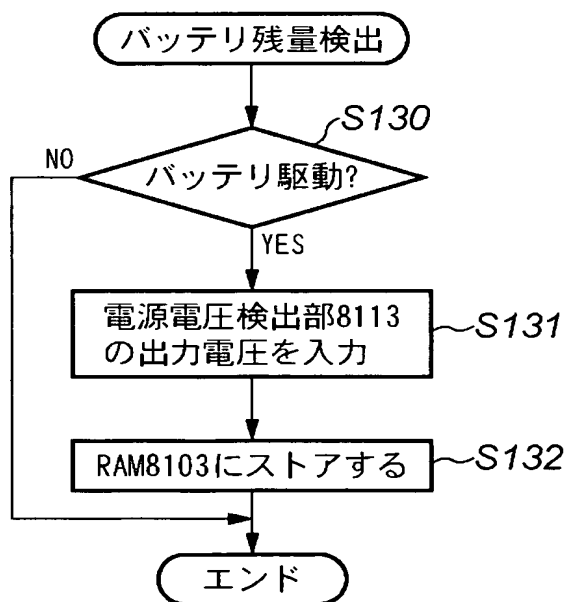 バッテリ残量検出
S130
NO
バッテリ駆動?
YES
電源電圧検出部8113
の出力電圧を入力
S131
RAM8103にストアする
S132
エンド